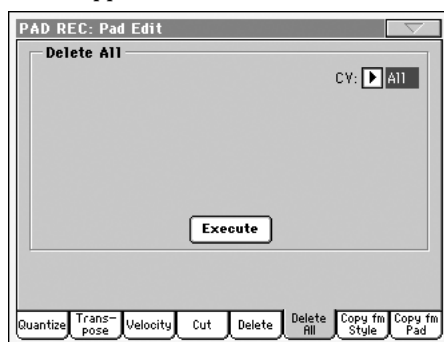 PAD REC: Pad Edit
Delete All
CV: All
Execute
Quantize Trans- pose Velocity Cut Delete Delete All Copy fm Style Copy fm Pad